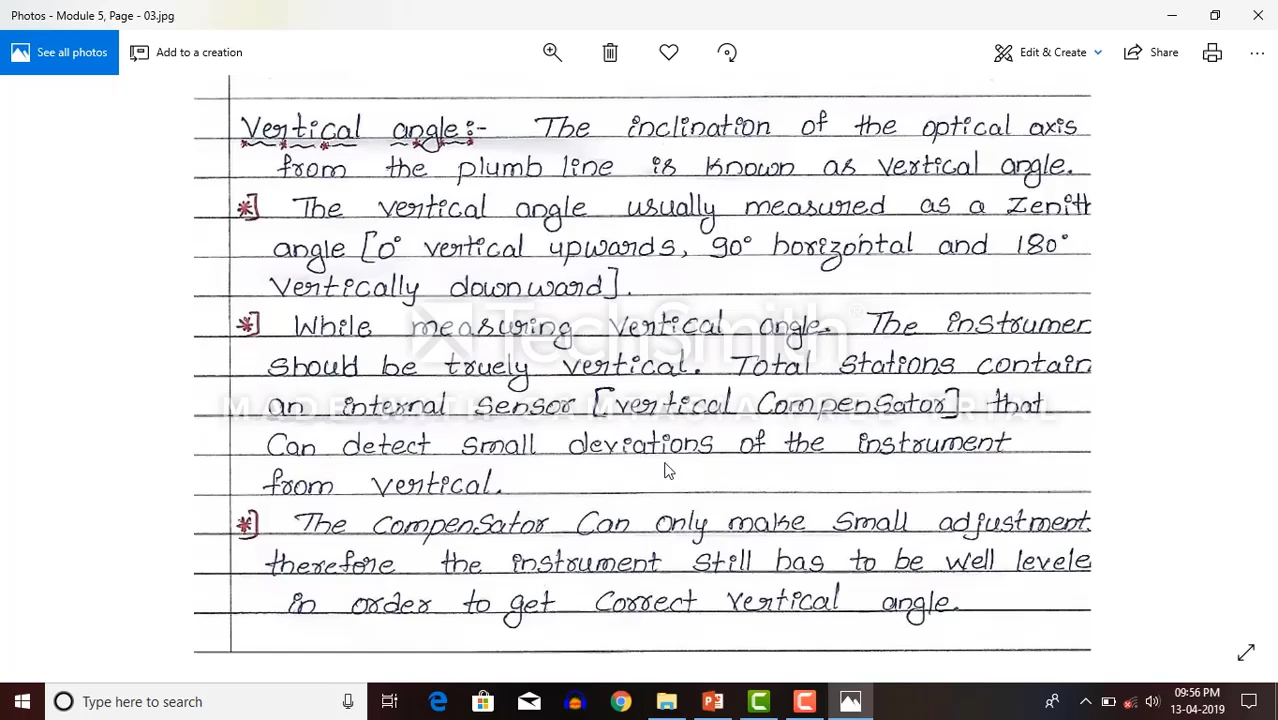 Photos - Module 5, Page - 03.jpg
See all photos
Add to a creation
Edit & Create
Share
Vertical angle:- The inclination of the optical axis
from the plumb line is known as vertical angle.
*] The vertical angle usually measured as a Zenith
angle [0° vertical upwards, 90° horizontal and 180°
vertically downward].
*] While measuring vertical angle. The instrumen
should be truely vertical. Total stations contain
an internal sensor [vertical Compensator] that
Can detect small deviations of the instrument
from vertical.
*] The compensator Can only make small adjustment
therefore the instrument still has to be well levele
in order to get correct vertical angle.
TechSmith
Type here to search
09:56 PM
13-04-2019